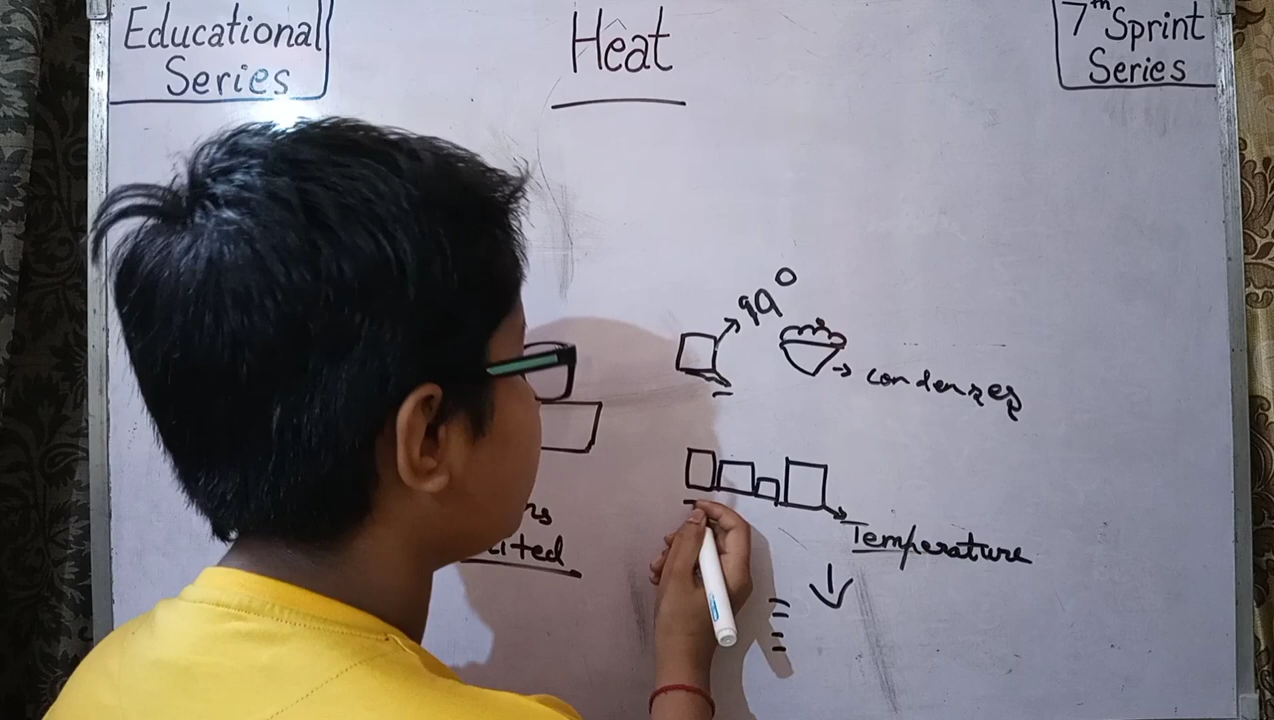 Educational
Series
Heat
7th Sprint
Series
99°
condenses
Temperature